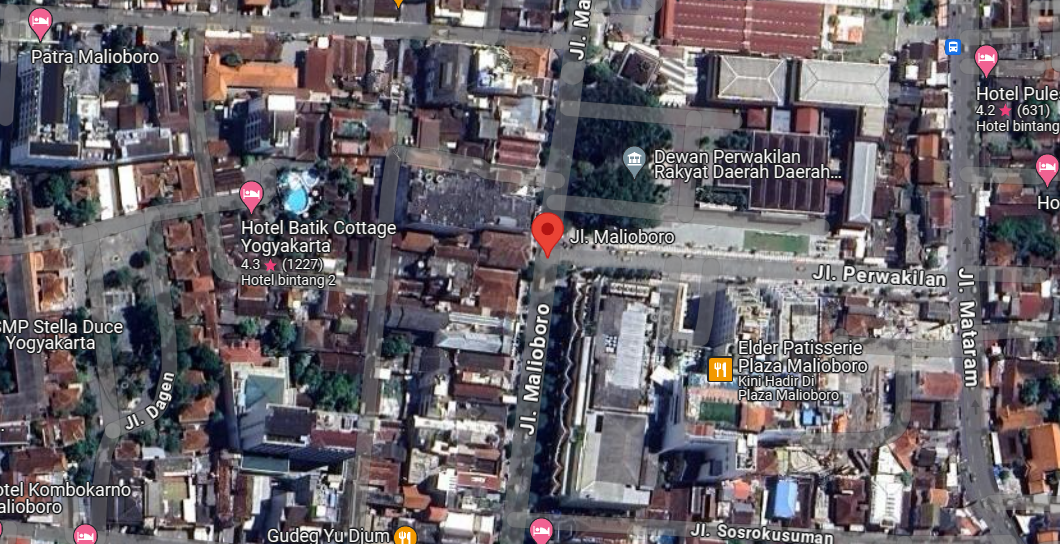 Jl. Ma
Patra Malioboro
Hotel Pule
4.2 ★ (631)
Hotel bintang
Dewan Perwakilan
Rakyat Daerah Daerah...
Ho
Hotel Batik Cottage
Yogyakarta
4.3 ★ (1227)
Hotel bintang 2
Jl. Malioboro
Jl. Perwakilan
Jl. Mataram
SMP Stella Duce
Yogyakarta
Jl. Malioboro
Elder Patisserie
Plaza Malioboro
Kini Hadir Di
Plaza Malioboro
Jl. Dagen
otel Kombokarno
alioboro
Gudeg Yu Djum
Jl. Sosrokusuman